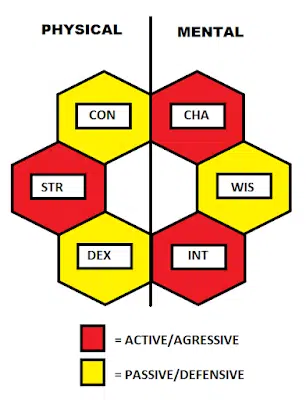 PHYSICAL MENTAL
CON CHA
STR WIS
DEX INT
= ACTIVE/AGRESSIVE
= PASSIVE/DEFENSIVE